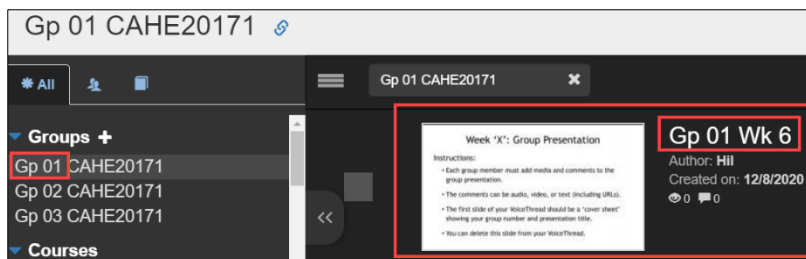 Gp 01 CAHE20171
All
Gp 01 CAHE20171 ✖
Groups +
Gp 01 CAHE20171
Gp 02 CAHE20171
Gp 03 CAHE20171
Courses
«
Week ‘X’: Group Presentation
Instructions:
• Each group member must add media and comments to the
group presentation.
• The comments can be audio, video, or text (including URLs).
• The first slide of your VoiceThread should be a ‘cover sheet’
showing your group number and presentation title.
• You can delete this slide from your VoiceThread.
Gp 01 Wk 6
Author: Hil
Created on: 12/8/2020
0 0